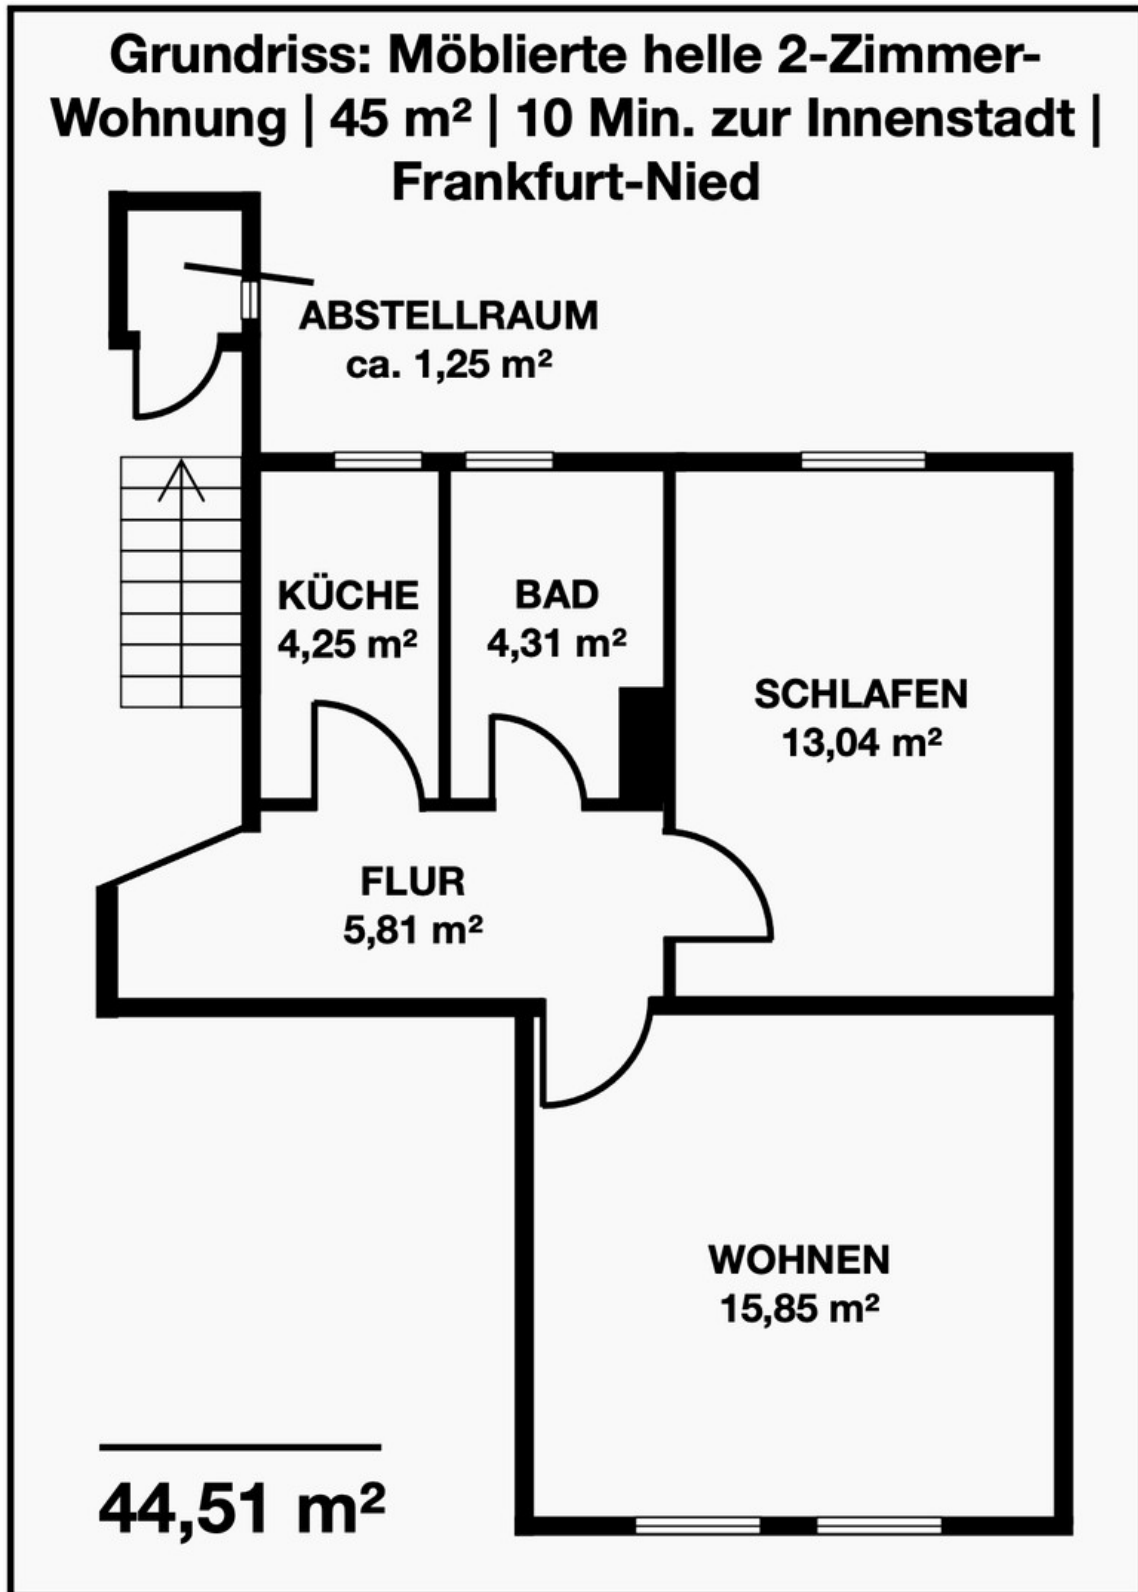 Grundriss: Möblierte helle 2-Zimmer-
Wohnung | 45 m² | 10 Min. zur Innenstadt |
Frankfurt-Nied
ABSTELLRAUM
ca. 1,25 m²
KÜCHE
4,25 m²
BAD
4,31 m²
SCHLAFEN
13,04 m²
FLUR
5,81 m²
WOHNEN
15,85 m²
44,51 m²